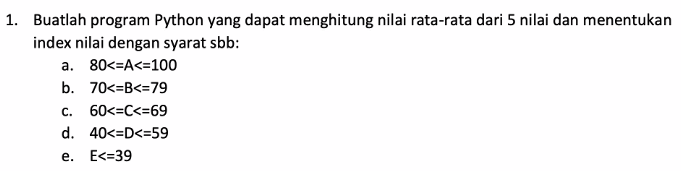 1. Buatlah program Python yang dapat menghitung nilai rata-rata dari 5 nilai dan menentukan
index nilai dengan syarat sbb:
a. 80<=A<=100
b. 70<=B<=79
c. 60<=C<=69
d. 40<=D<=59
e. E<=39